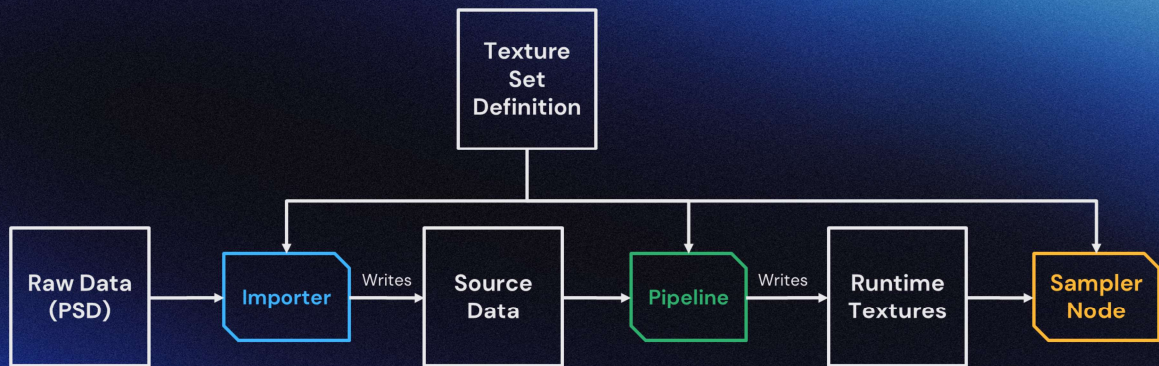 Texture
Set
Definition
Raw Data
(PSD)
Importer
Writes
Source
Data
Pipeline
Writes
Runtime
Textures
Sampler
Node